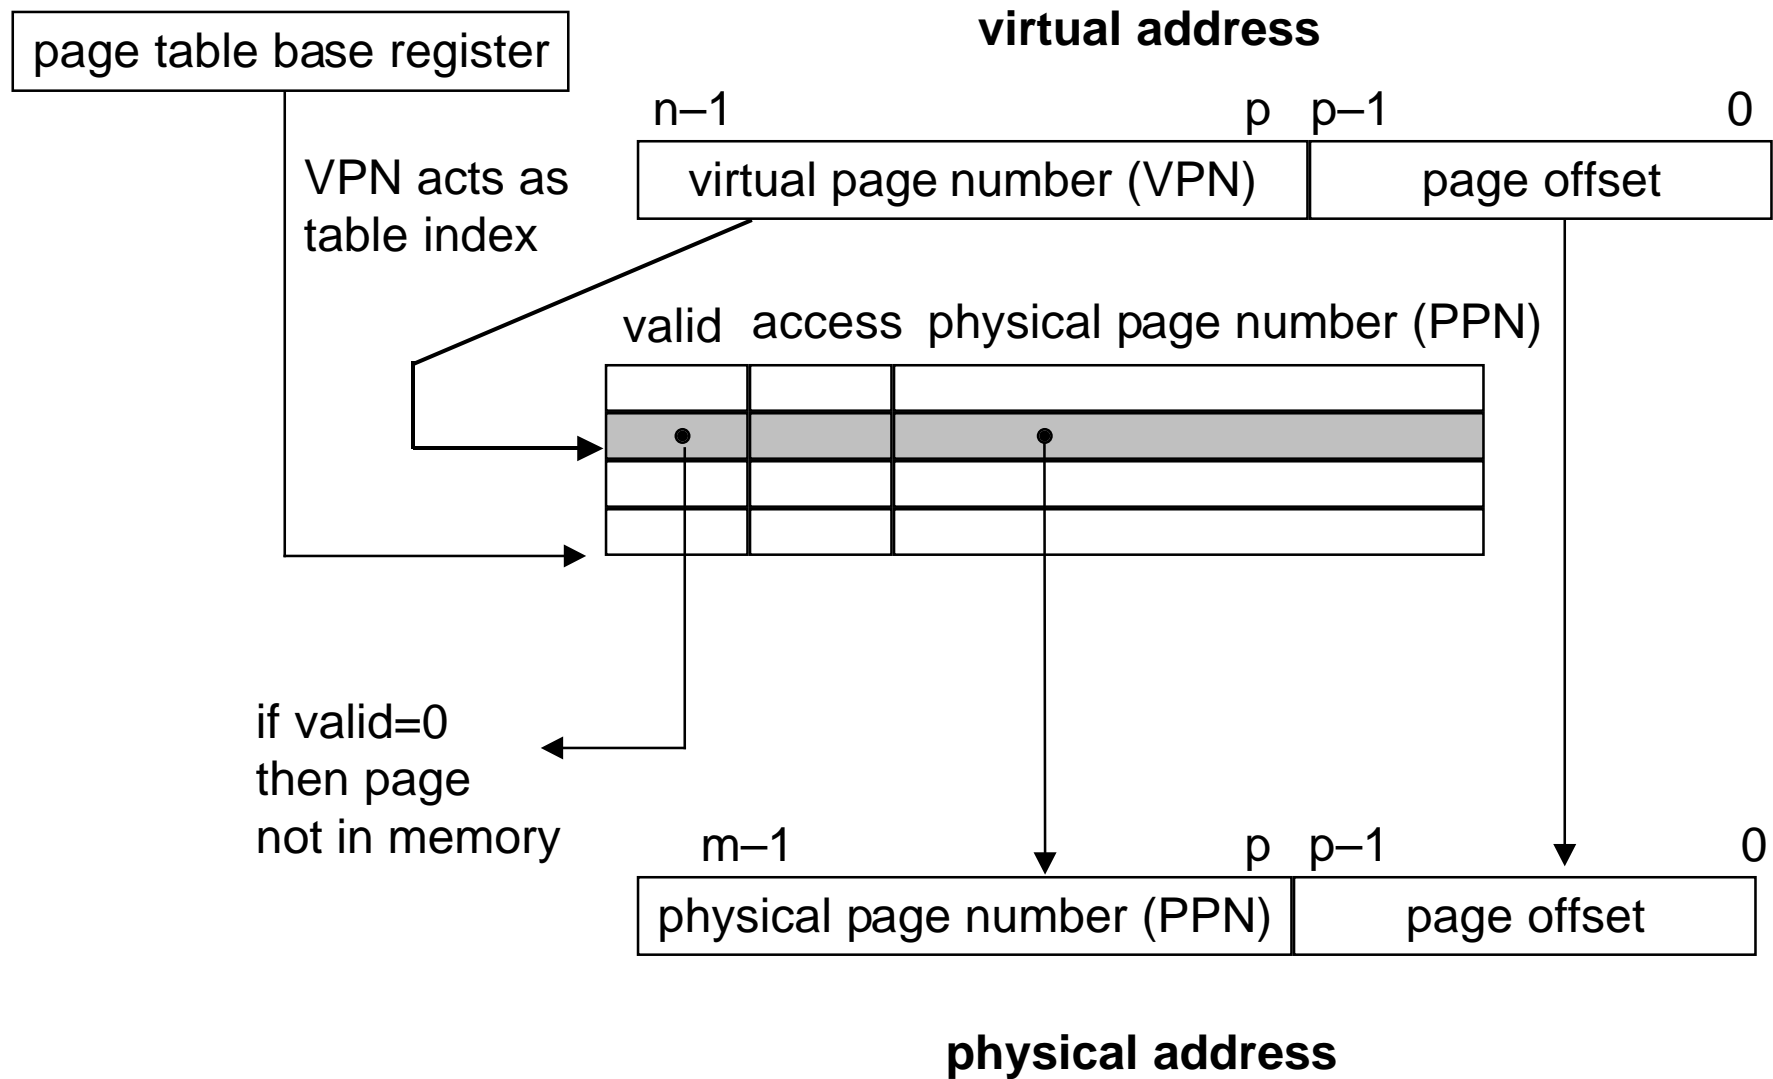 page table base register
virtual address
n–1 p p–1 0
virtual page number (VPN) page offset
VPN acts as
table index
valid access physical page number (PPN)
if valid=0
then page
not in memory
m–1 p p–1 0
physical page number (PPN) page offset
physical address